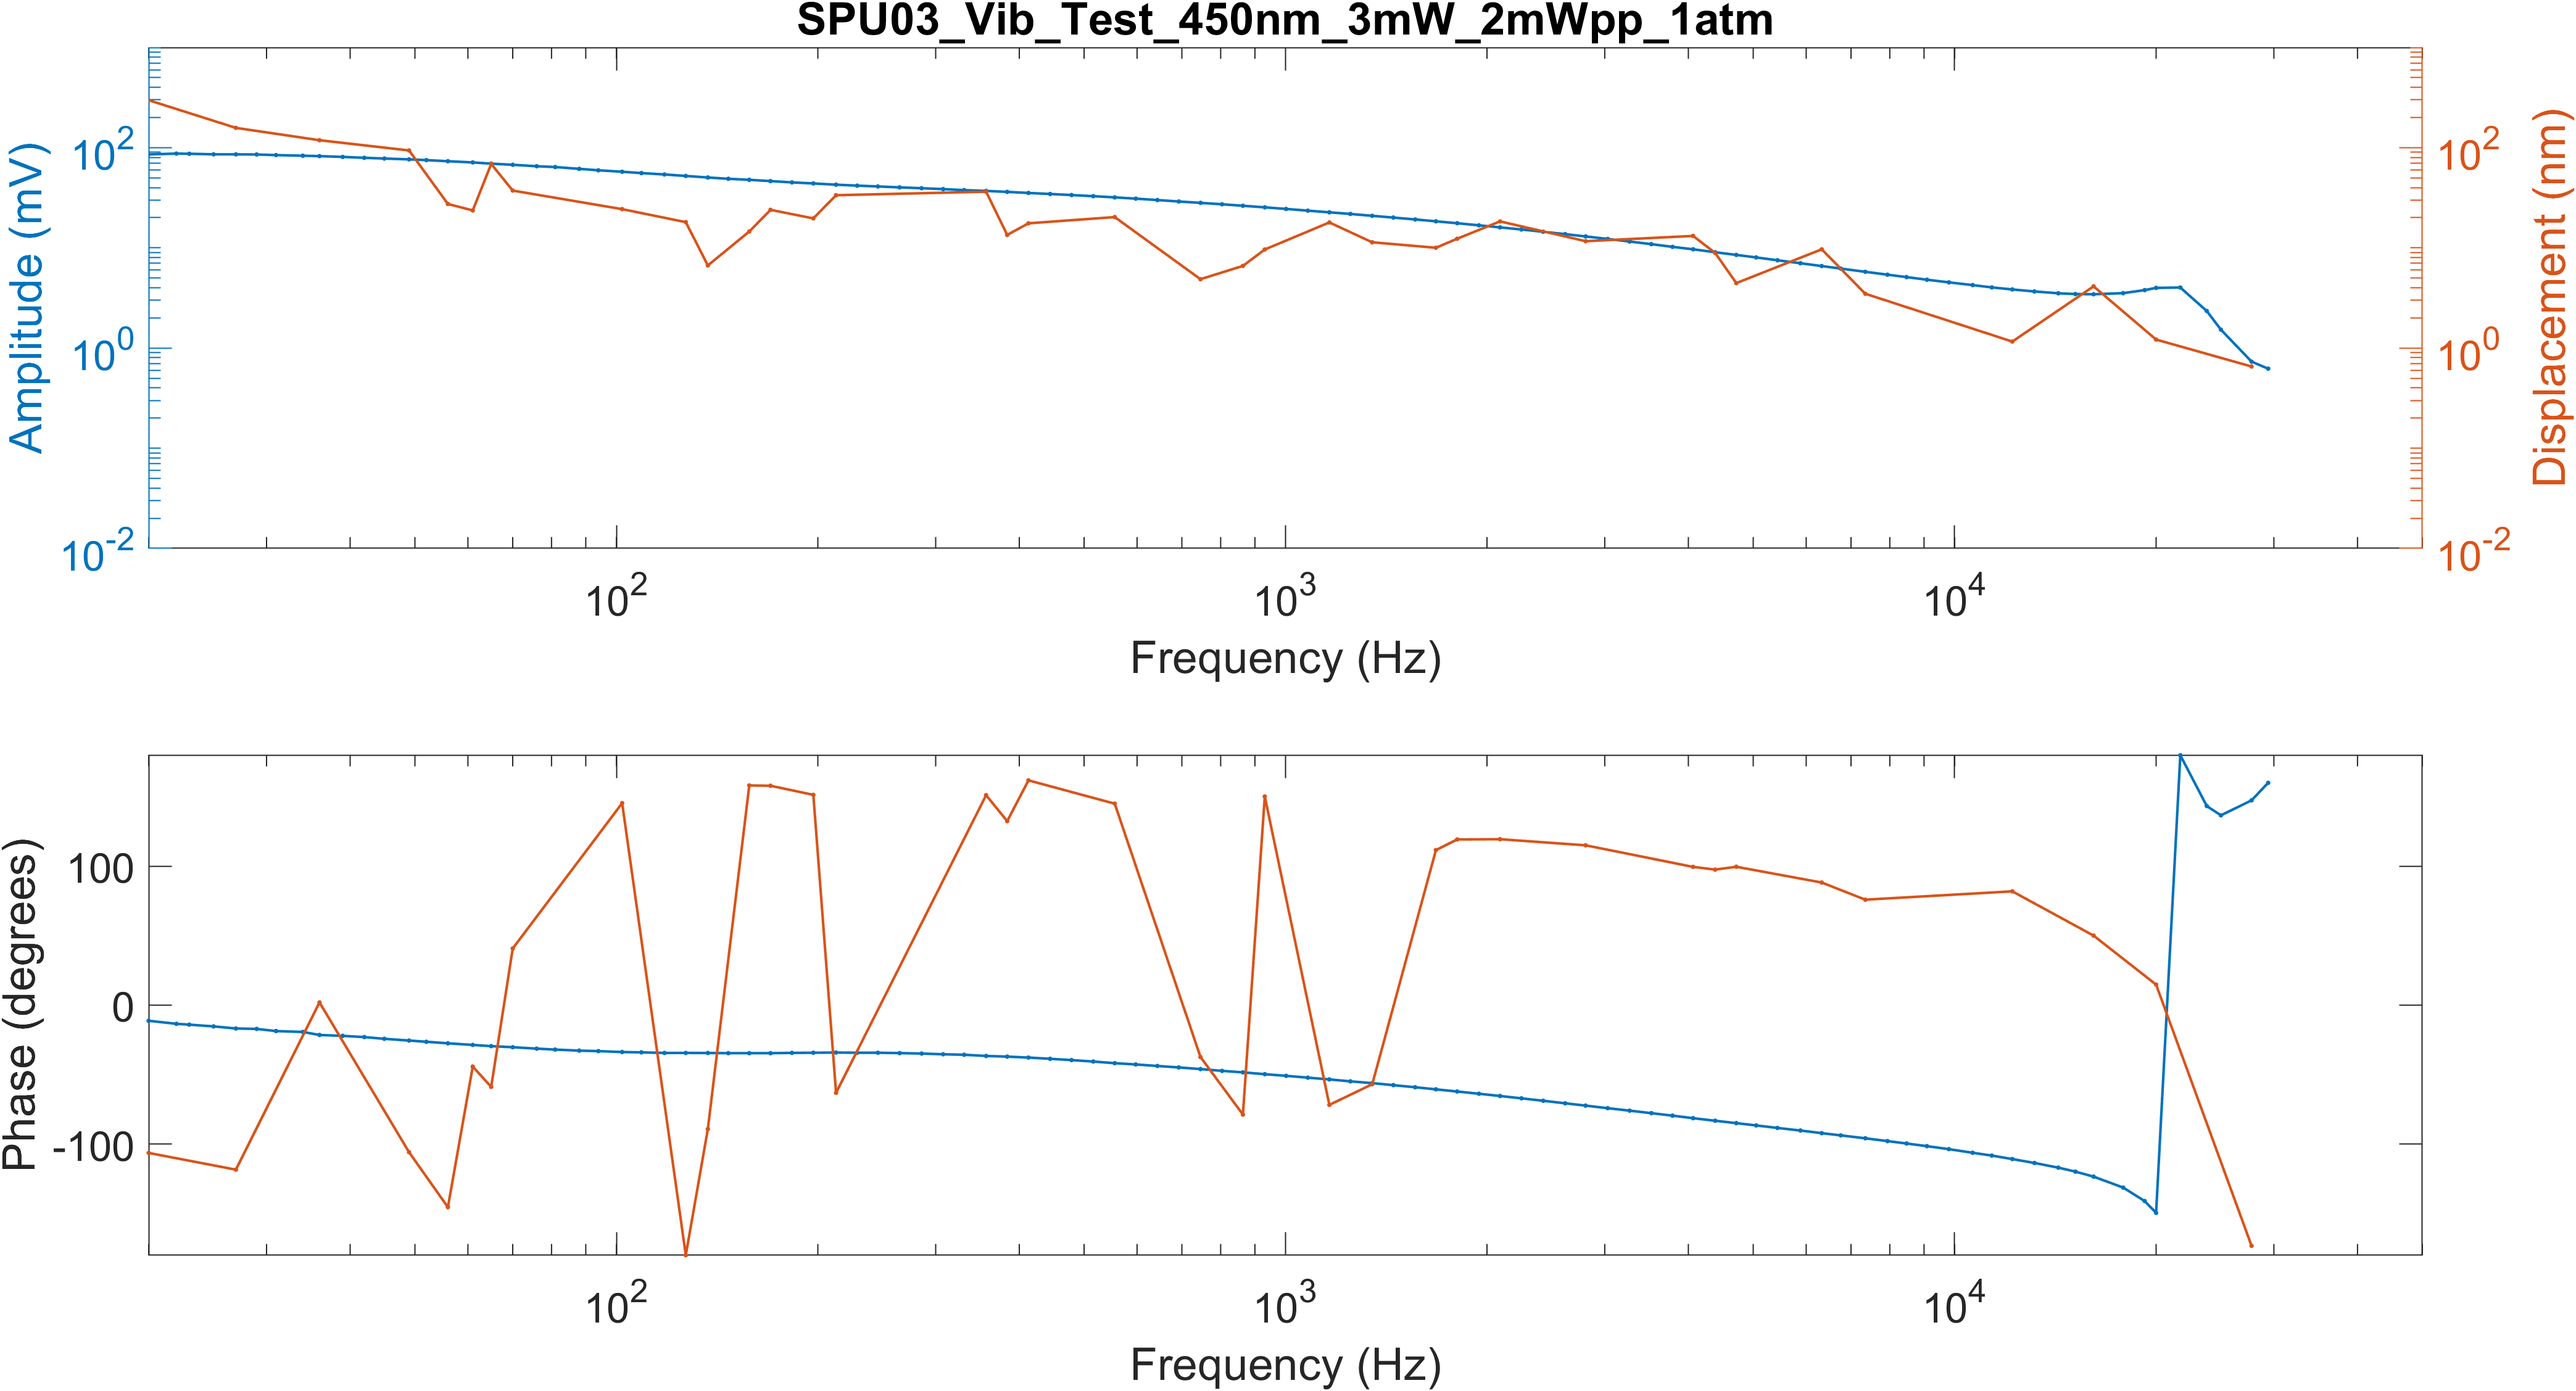 SPU03_Vib_Test_450nm_3mW_2mWpp_1atm
Amplitude (mV)
10^2
10^0
10^-2
Displacement (nm)
10^2
10^0
10^-2
10^2 10^3 10^4
Frequency (Hz)
Phase (degrees)
100
0
-100
10^2 10^3 10^4
Frequency (Hz)